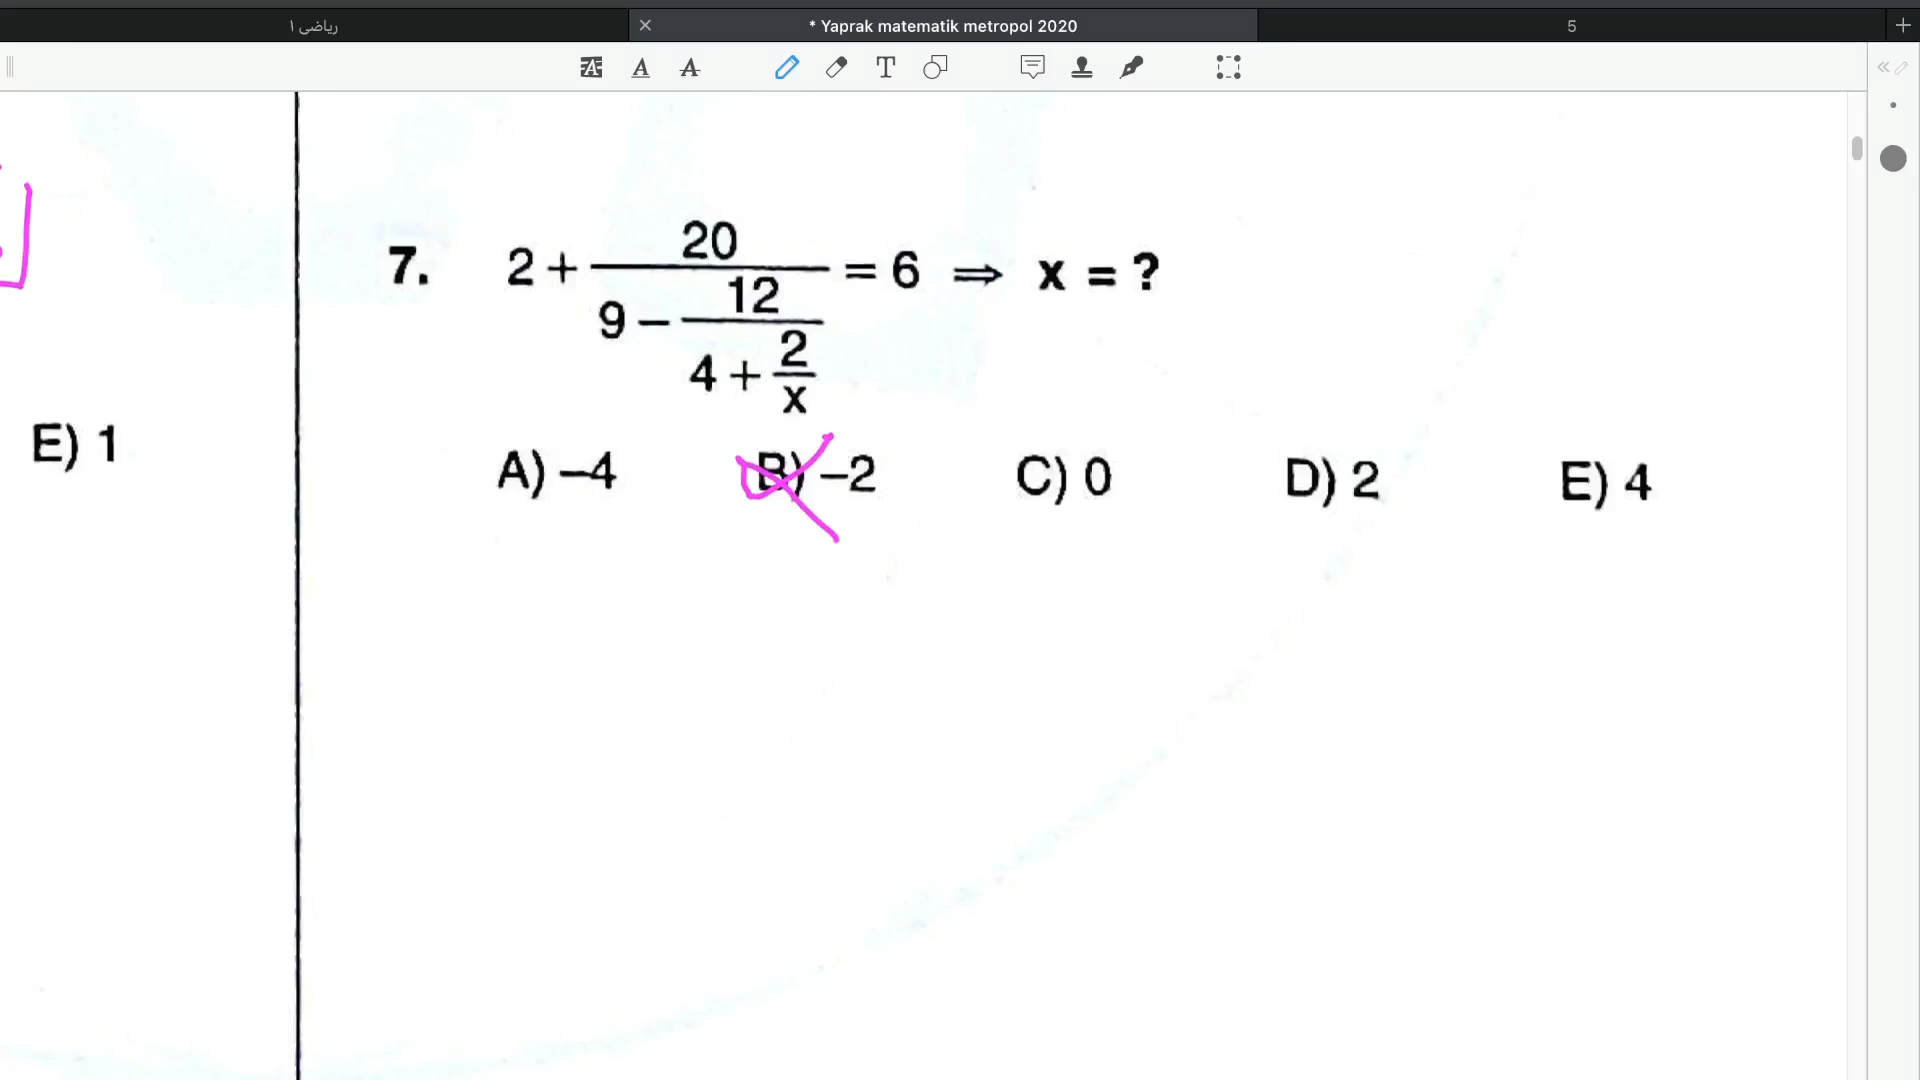 ریاضی ۱
* Yaprak matematik metropol 2020
5
7. 2 + 20 / (9 − 12 / (4 + 2/x)) = 6 ⇒ x = ?
E) 1
A) −4 B) −2 C) 0 D) 2 E) 4